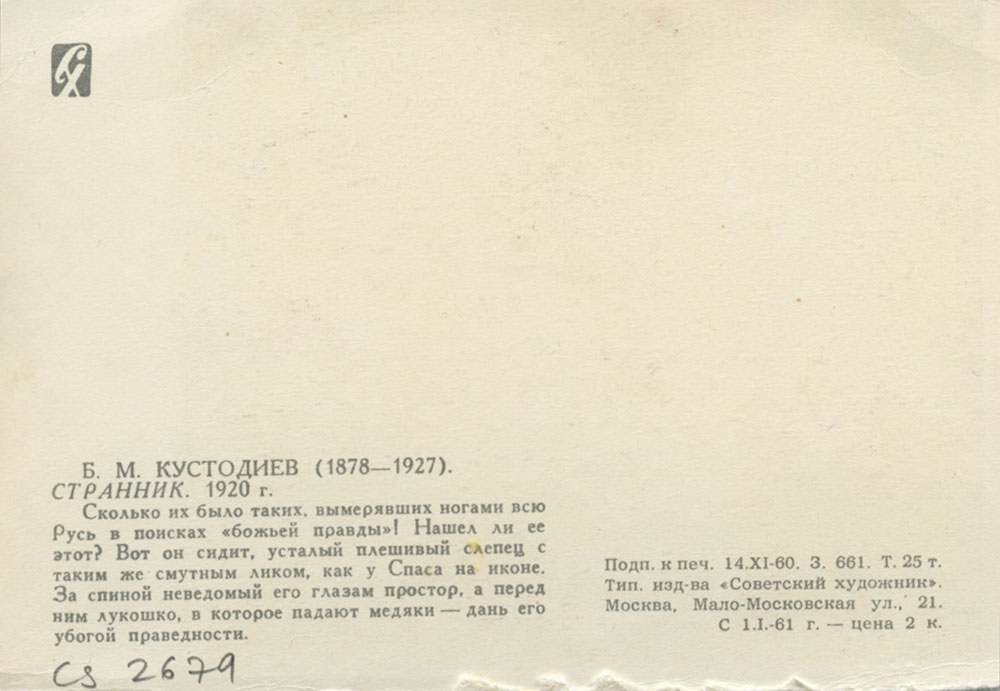 СХ
Б. М. КУСТОДИЕВ (1878—1927).
СТРАННИК. 1920 г.
Сколько их было таких, вымерявших ногами всю
Русь в поисках «божьей правды»! Нашел ли ее
этот? Вот он сидит, усталый плешивый слепец с
таким же смутным ликом, как у Спаса на иконе.
За спиной неведомый его глазам простор, а перед
ним лукошко, в которое падают медяки — дань его
убогой праведности.
Подп. к печ. 14.XI-60. З. 661. Т. 25 т.
Тип. изд-ва «Советский художник».
Москва, Мало-Московская ул., 21.
С 1.I.-61 г. — цена 2 к.
cs 2679